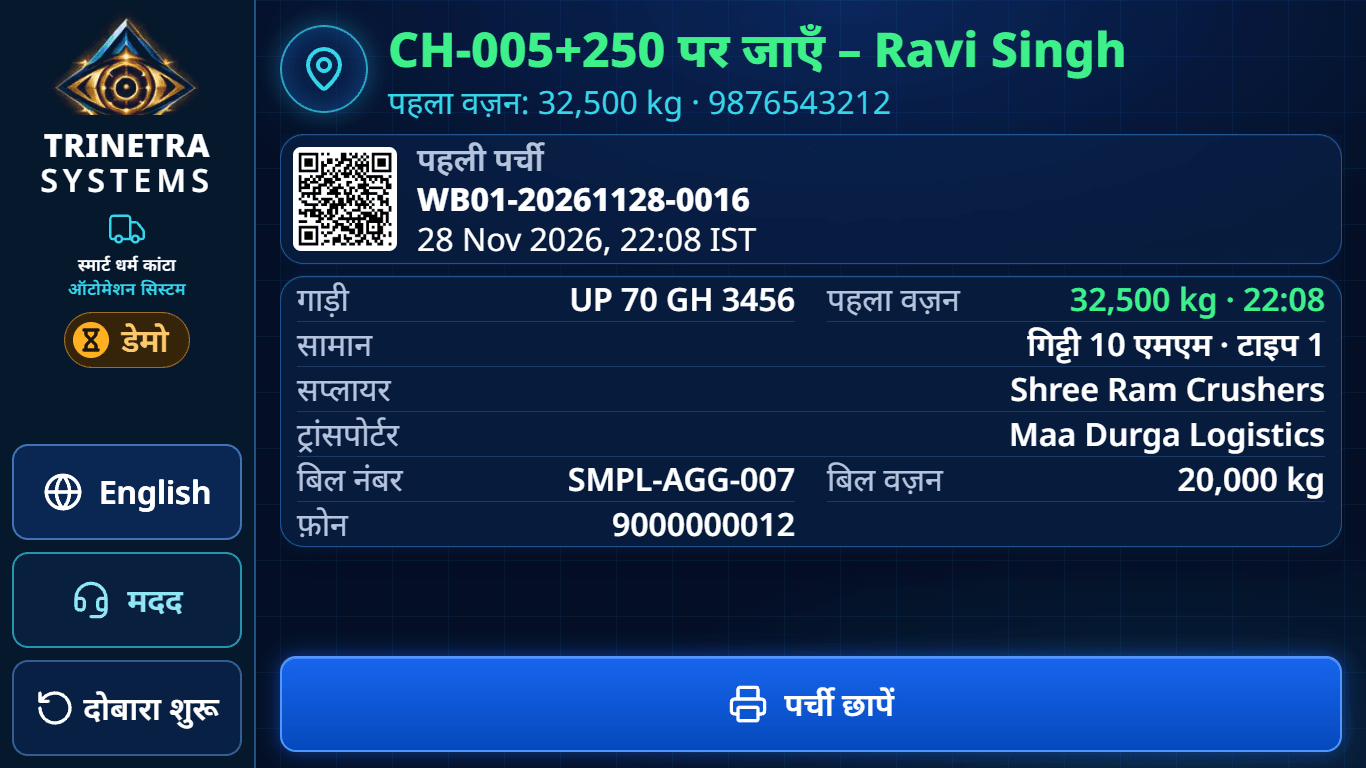 TRINETRA
SYSTEMS
स्मार्ट धर्म कांटा
ऑटोमेशन सिस्टम
डेमो
English
मदद
दोबारा शुरू
CH-005+250 पर जाएँ – Ravi Singh
पहला वज़न: 32,500 kg · 9876543212
पहली पर्ची
WB01-20261128-0016
28 Nov 2026, 22:08 IST
गाड़ी UP 70 GH 3456 पहला वज़न 32,500 kg · 22:08
सामान गिट्टी 10 एमएम · टाइप 1
सप्लायर Shree Ram Crushers
ट्रांसपोर्टर Maa Durga Logistics
बिल नंबर SMPL-AGG-007 बिल वज़न 20,000 kg
फ़ोन 9000000012
पर्ची छापें